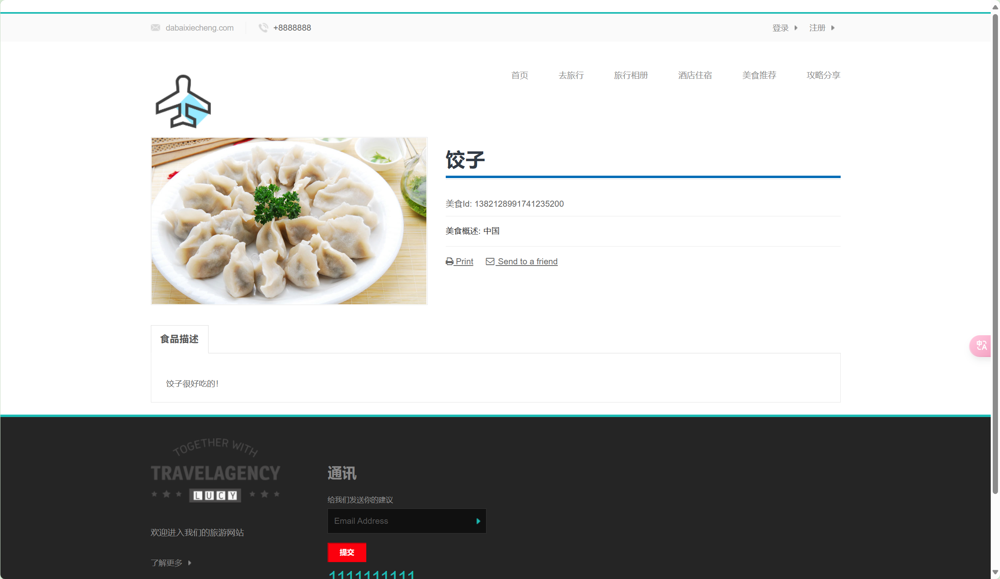 dabaixiecheng.com
+8888888
登录
注册
首页
去旅行
旅行相册
酒店住宿
美食推荐
攻略分享
饺子
美食Id: 1382128991741235200
美食概述: 中国
Print
Send to a friend
食品描述
饺子很好吃的!
中A
TOGETHER WITH
TRAVELAGENCY
LUCY
欢迎进入我们的旅游网站
了解更多
通讯
给我们发送你的建议
Email Address
提交
1111111111